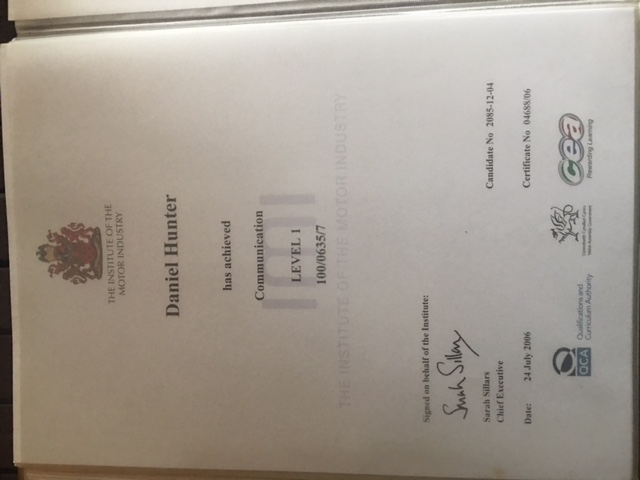 THE INSTITUTE OF THE
MOTOR INDUSTRY
Daniel Hunter
has achieved
Communication
IMI
LEVEL 1
100/0635/7
THE INSTITUTE OF THE MOTOR INDUSTRY
Signed on behalf of the Institute:
Sarah Sillars
Sarah Sillars
Chief Executive
Candidate No 2085-12-04
Date: 24 July 2006
Certificate No 04688/06
QCA
Qualifications and
Curriculum Authority
Llywodraeth Cynulliad Cymru
Welsh Assembly Government
cea
Rewarding Learning